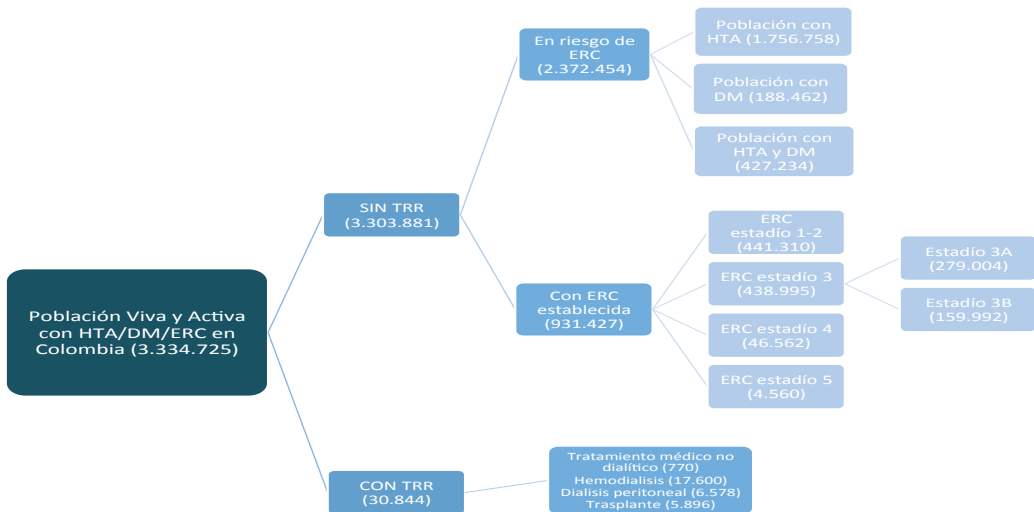 Población Viva y Activa
con HTA/DM/ERC en
Colombia (3.334.725)
SIN TRR
(3.303.881)
En riesgo de
ERC
(2.372.454)
Población con
HTA (1.756.758)
Población con
DM (188.462)
Población con
HTA y DM
(427.234)
Con ERC
establecida
(931.427)
ERC
estadío 1-2
(441.310)
ERC estadío 3
(438.995)
Estadío 3A
(279.004)
Estadío 3B
(159.992)
ERC estadío 4
(46.562)
ERC estadío 5
(4.560)
CON TRR
(30.844)
Tratamiento médico no
dialítico (770)
Hemodialisis (17.600)
Dialisis peritoneal (6.578)
Trasplante (5.896)